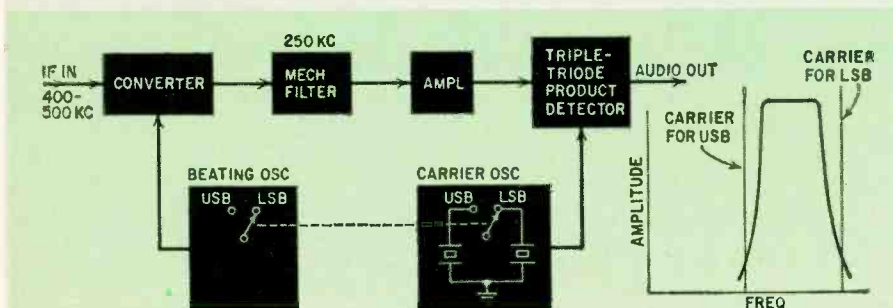 250 KC
IF IN
400-
500 KC
CONVERTER
MECH
FILTER
AMPL
TRIPLE-
TRIODE
PRODUCT
DETECTOR
AUDIO OUT
CARRIER
FOR LSB
CARRIER
FOR USB
AMPLITUDE
FREQ
BEATING OSC
USB LSB
CARRIER OSC
USB LSB